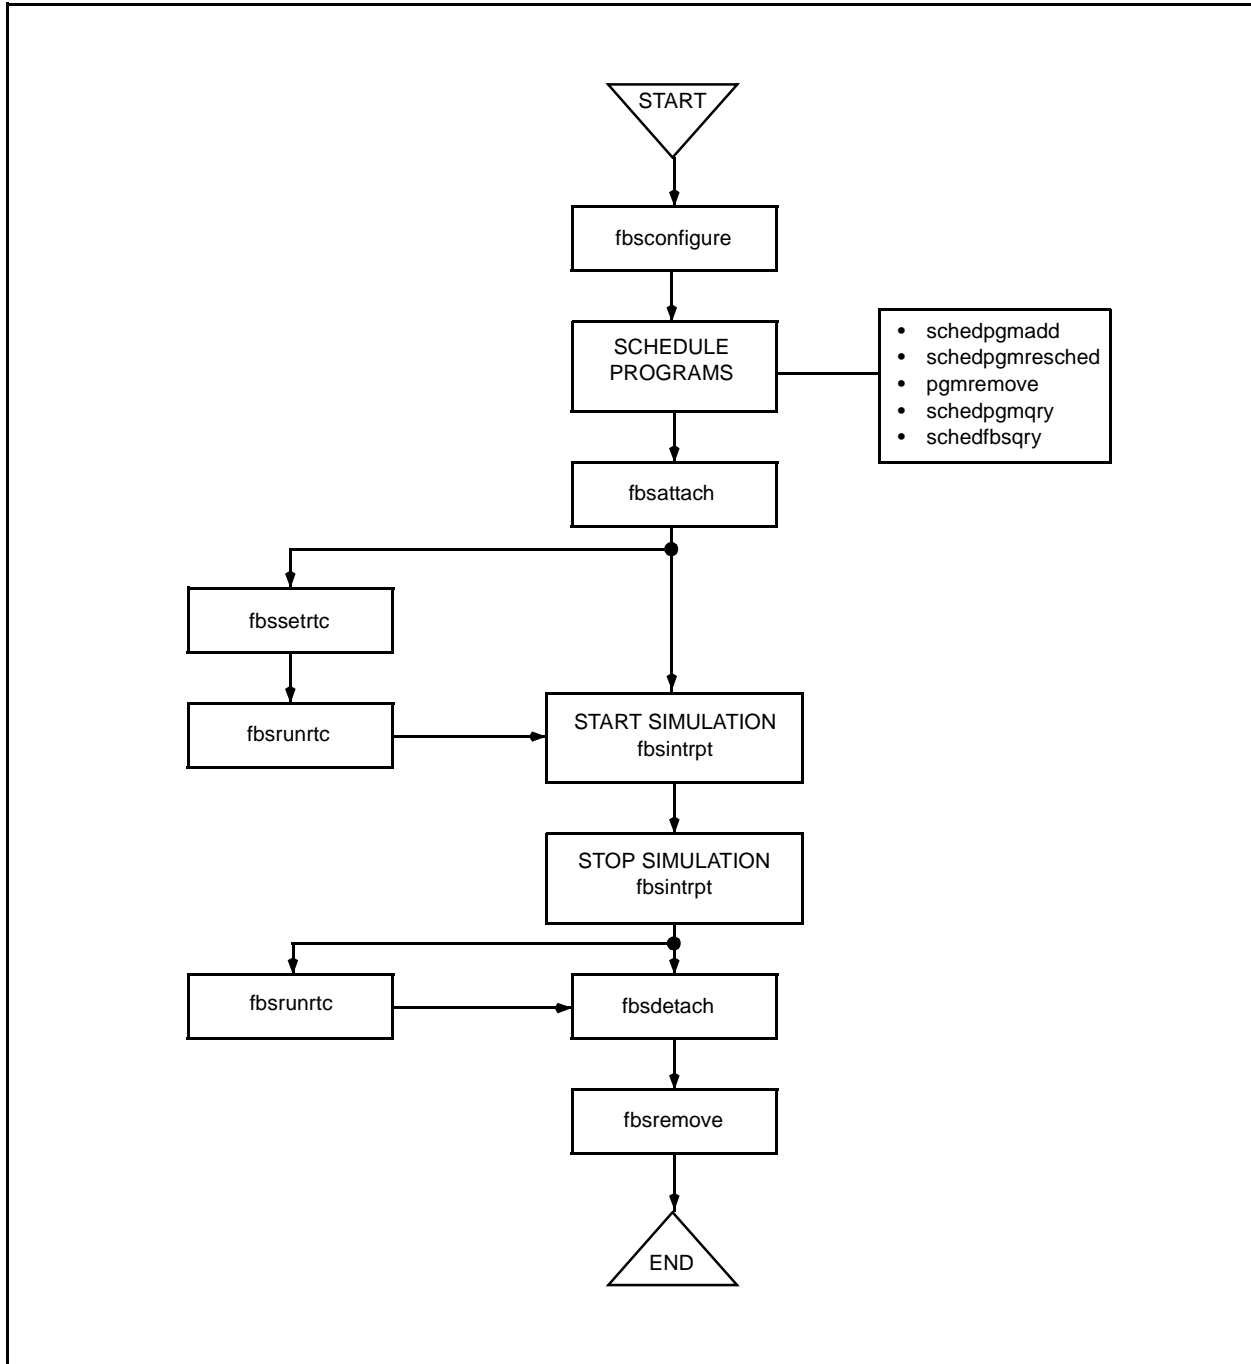 START
fbsconfigure
SCHEDULE
PROGRAMS
• schedpgmadd
• schedpgmresched
• pgmremove
• schedpgmqry
• schedfbsqry
fbsattach
fbssetrtc
fbsrunrtc
START SIMULATION
fbsintrpt
STOP SIMULATION
fbsintrpt
fbsrunrtc
fbsdetach
fbsremove
END